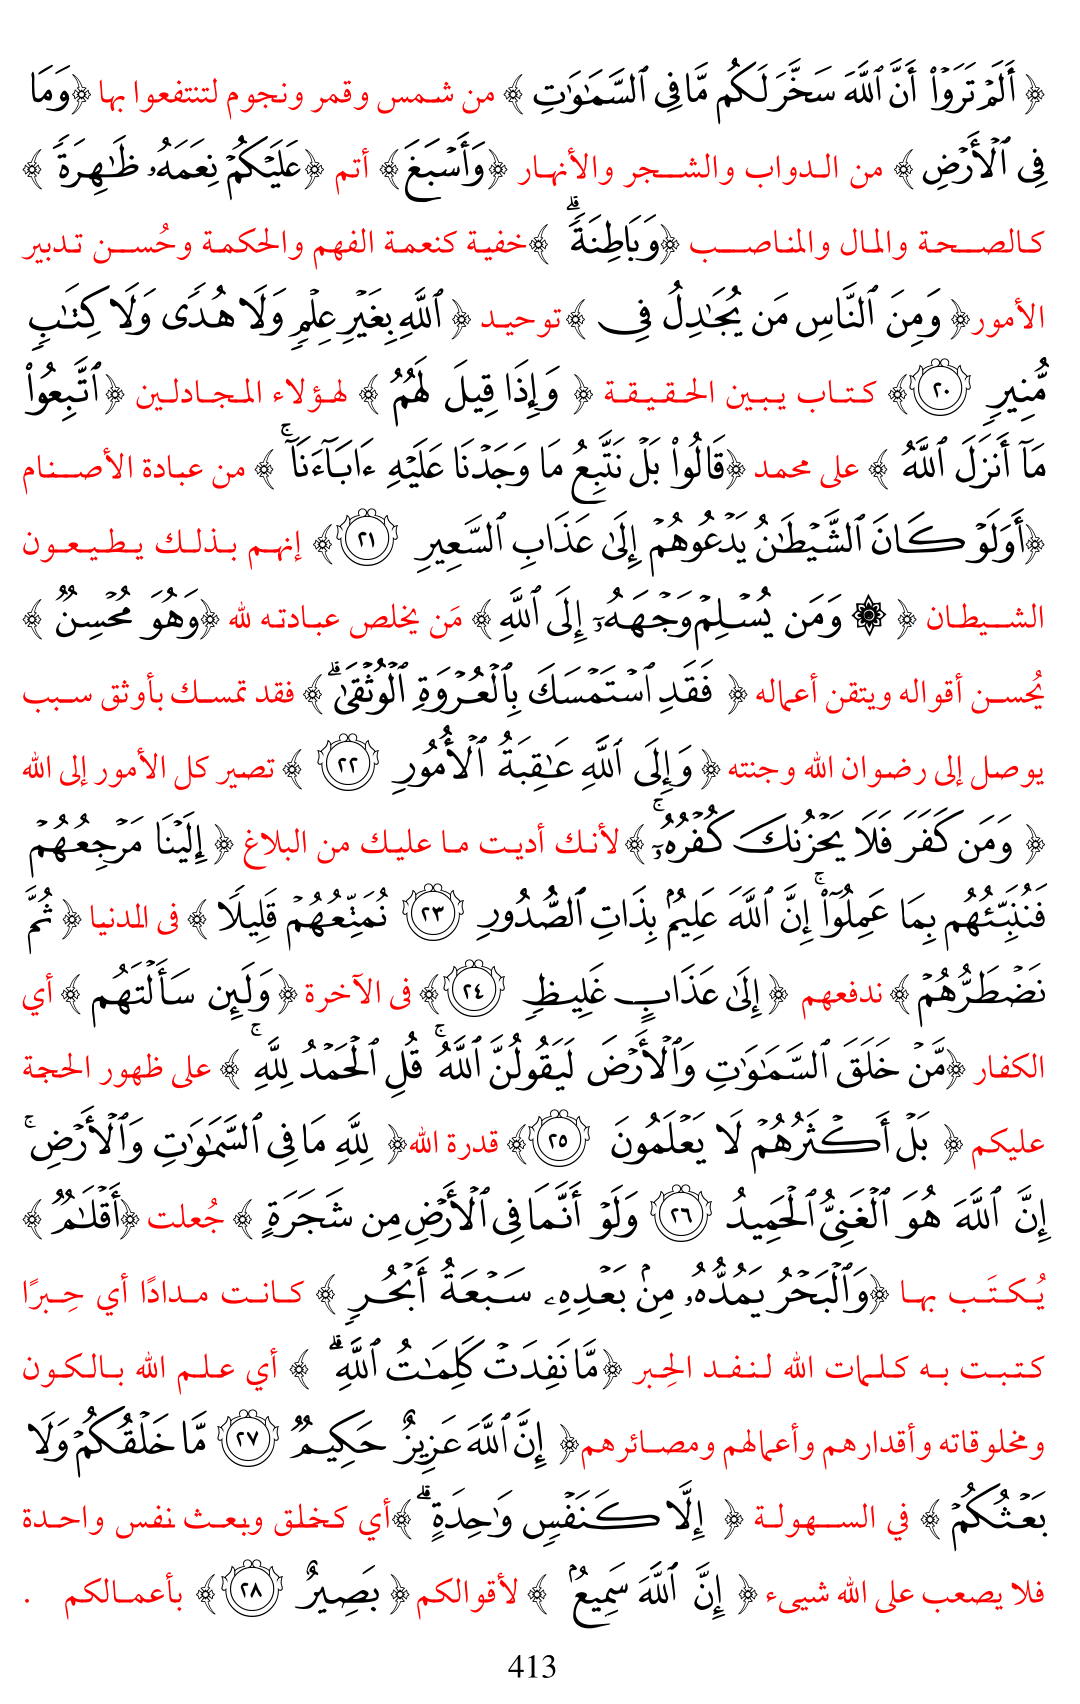 ﴿ أَلَمْ تَرَوْا۟ أَنَّ ٱللَّهَ سَخَّرَ لَكُم مَّا فِى ٱلسَّمَـٰوَٰتِ ﴾ من شمس وقمر ونجوم لتنتفعوا بها ﴿وَمَا
فِى ٱلْأَرْضِ ﴾ من الدواب والشجر والأنهار ﴿وَأَسْبَغَ﴾ أتم ﴿عَلَيْكُمْ نِعَمَهُۥ ظَـٰهِرَةً ﴾
كالصحة والمال والمناصب ﴿وَبَاطِنَةً ۗ ﴾خفية كنعمة الفهم والحكمة وحُسن تدبير
الأمور﴿ وَمِنَ ٱلنَّاسِ مَن يُجَـٰدِلُ فِى ﴾توحيد ﴿ ٱللَّهِ بِغَيْرِ عِلْمٍ وَلَا هُدًى وَلَا كِتَـٰبٍ
مُّنِيرٍ ٢٠﴾ كتاب يبين الحقيقة ﴿ وَإِذَا قِيلَ لَهُمُ ﴾ لهؤلاء المجادلين ﴿ٱتَّبِعُوا۟
مَآ أَنزَلَ ٱللَّهُ ﴾ على محمد ﴿قَالُوا۟ بَلْ نَتَّبِعُ مَا وَجَدْنَا عَلَيْهِ ءَابَآءَنَآ ۚ ﴾ من عبادة الأصنام
﴿أَوَلَوْ كَانَ ٱلشَّيْطَـٰنُ يَدْعُوهُمْ إِلَىٰ عَذَابِ ٱلسَّعِيرِ ٢١﴾ إنهم بذلك يطيعون
الشيطان ﴿ ۞ وَمَن يُسْلِمْ وَجْهَهُۥٓ إِلَى ٱللَّهِ ﴾ مَن يخلص عبادته لله ﴿وَهُوَ مُحْسِنٌ ﴾
يُحسن أقواله ويتقن أعماله ﴿ فَقَدِ ٱسْتَمْسَكَ بِٱلْعُرْوَةِ ٱلْوُثْقَىٰ ۗ﴾ فقد تمسك بأوثق سبب
يوصل إلى رضوان الله وجنته ﴿ وَإِلَى ٱللَّهِ عَـٰقِبَةُ ٱلْأُمُورِ ٢٢ ﴾ تصير كل الأمور إلى الله
﴿ وَمَن كَفَرَ فَلَا يَحْزُنكَ كُفْرُهُۥٓ ۚ﴾ لأنك أديت ما عليك من البلاغ ﴿ إِلَيْنَا مَرْجِعُهُمْ
فَنُنَبِّئُهُم بِمَا عَمِلُوٓا۟ ۚ إِنَّ ٱللَّهَ عَلِيمٌۢ بِذَاتِ ٱلصُّدُورِ ٢٣ نُمَتِّعُهُمْ قَلِيلًا ﴾ فى الدنيا ﴿ ثُمَّ
نَضْطَرُّهُمْ ﴾ ندفعهم ﴿ إِلَىٰ عَذَابٍ غَلِيظٍ ٢٤﴾ فى الآخرة ﴿وَلَئِن سَأَلْتَهُم ﴾ أي
الكفار ﴿مَّنْ خَلَقَ ٱلسَّمَـٰوَٰتِ وَٱلْأَرْضَ لَيَقُولُنَّ ٱللَّهُ ۚ قُلِ ٱلْحَمْدُ لِلَّهِ ۚ ﴾ على ظهور الحجة
عليكم ﴿ بَلْ أَكْثَرُهُمْ لَا يَعْلَمُونَ ٢٥﴾ قدرة الله﴿ لِلَّهِ مَا فِى ٱلسَّمَـٰوَٰتِ وَٱلْأَرْضِ ۚ
إِنَّ ٱللَّهَ هُوَ ٱلْغَنِىُّ ٱلْحَمِيدُ ٢٦ وَلَوْ أَنَّمَا فِى ٱلْأَرْضِ مِن شَجَرَةٍ ﴾ جُعلت ﴿أَقْلَـٰمٌ ﴾
يُكتَب بها ﴿وَٱلْبَحْرُ يَمُدُّهُۥ مِنۢ بَعْدِهِۦ سَبْعَةُ أَبْحُرٍ ﴾ كانت مدادًا أي حِبرًا
كتبت به كلمات الله لنفد الحِبر ﴿مَّا نَفِدَتْ كَلِمَـٰتُ ٱللَّهِ ۗ ﴾ أي علم الله بالكون
ومخلوقاته وأقدارهم وأعمالهم ومصائرهم﴿ إِنَّ ٱللَّهَ عَزِيزٌ حَكِيمٌ ٢٧ مَّا خَلْقُكُمْ وَلَا
بَعْثُكُمْ ﴾ في السهولة ﴿ إِلَّا كَنَفْسٍ وَٰحِدَةٍ ۗ ﴾أي كخلق وبعث نفس واحدة
فلا يصعب على الله شيىء ﴿ إِنَّ ٱللَّهَ سَمِيعٌۢ ﴾ لأقوالكم ﴿ بَصِيرٌ ٢٨﴾ بأعمالكم .
413